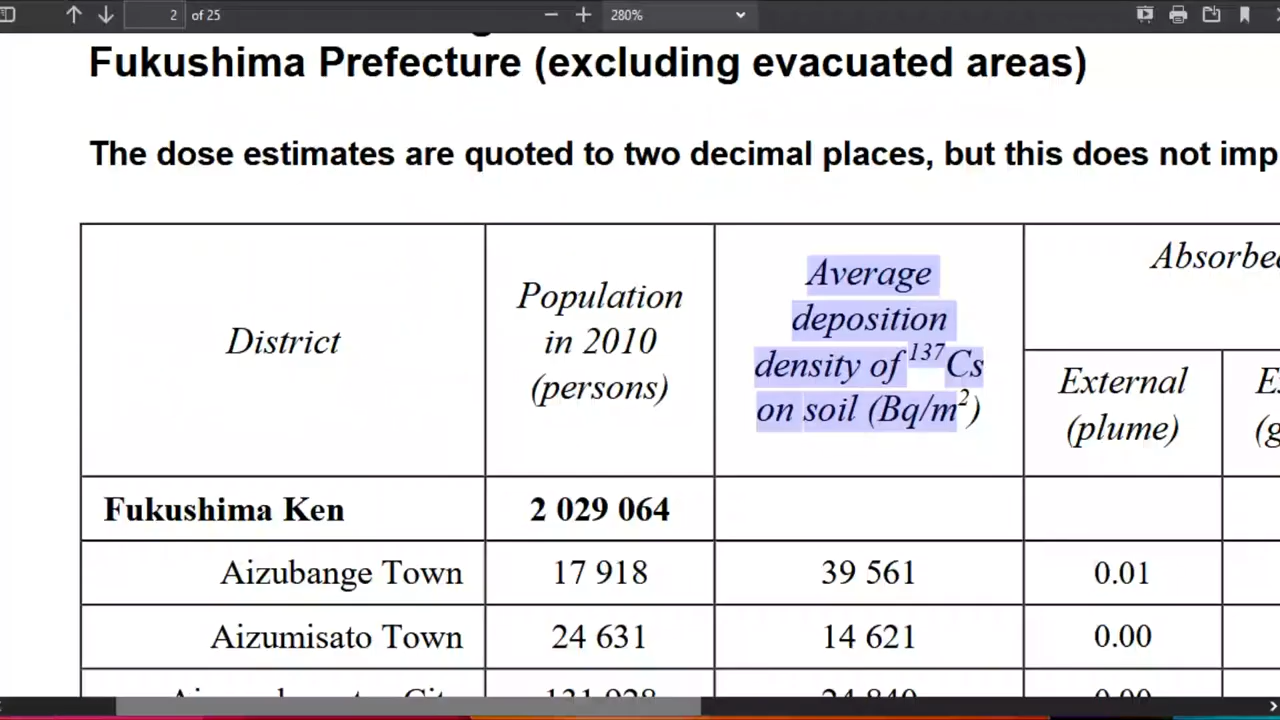 2 of 25 280%
Fukushima Prefecture (excluding evacuated areas)
The dose estimates are quoted to two decimal places, but this does not
District
Population
in 2010
(persons)
Average
deposition
density of ¹³⁷Cs
on soil (Bq/m²)
External
(plume)
Fukushima Ken 2 029 064
Aizubange Town 17 918 39 561 0.01
Aizumisato Town 24 631 14 621 0.00